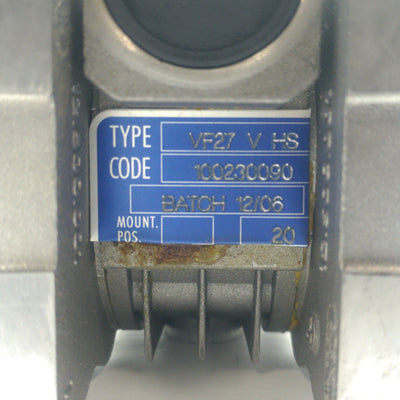 TYPE VF27 V HS
CODE 100230090
BATCH 12/06
MOUNT. POS. 20